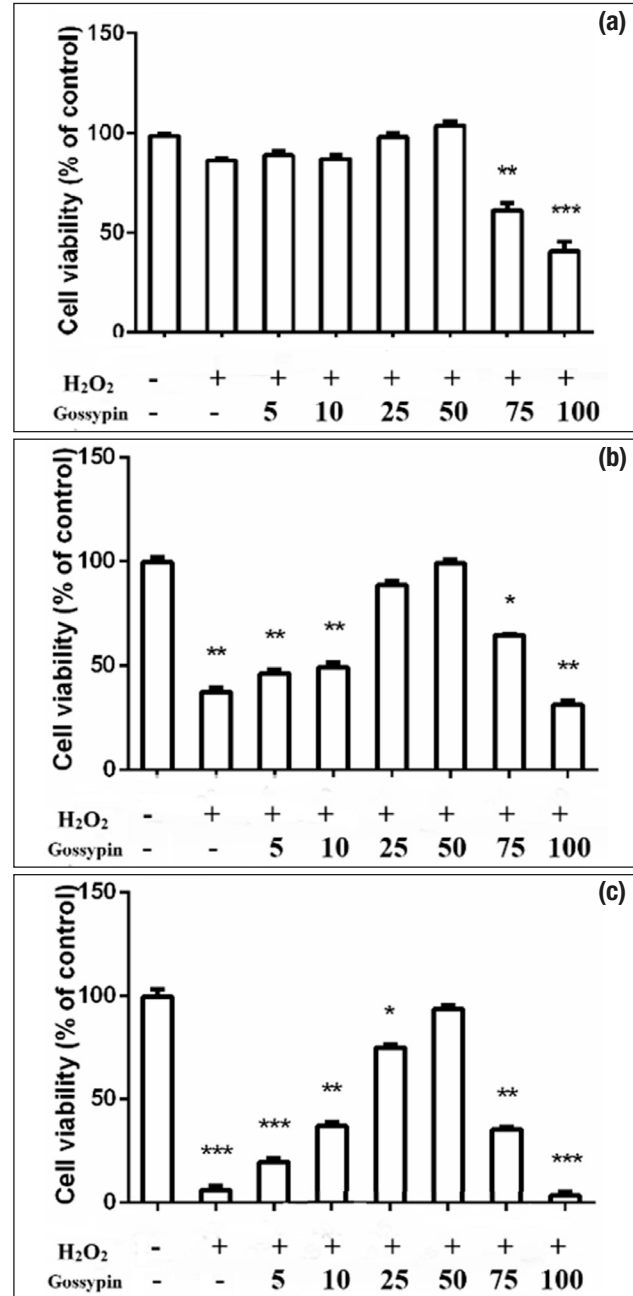 (a)
Cell viability (% of control)
150
100
50
0
** ***
H₂O₂ - + + + + + + +
Gossypin - - 5 10 25 50 75 100
(b)
Cell viability (% of control)
150
100
50
0
** ** ** * **
H₂O₂ - + + + + + + +
Gossypin - - 5 10 25 50 75 100
(c)
Cell viability (% of control)
150
100
50
0
*** *** ** * ** ***
H₂O₂ - + + + + + + +
Gossypin - - 5 10 25 50 75 100